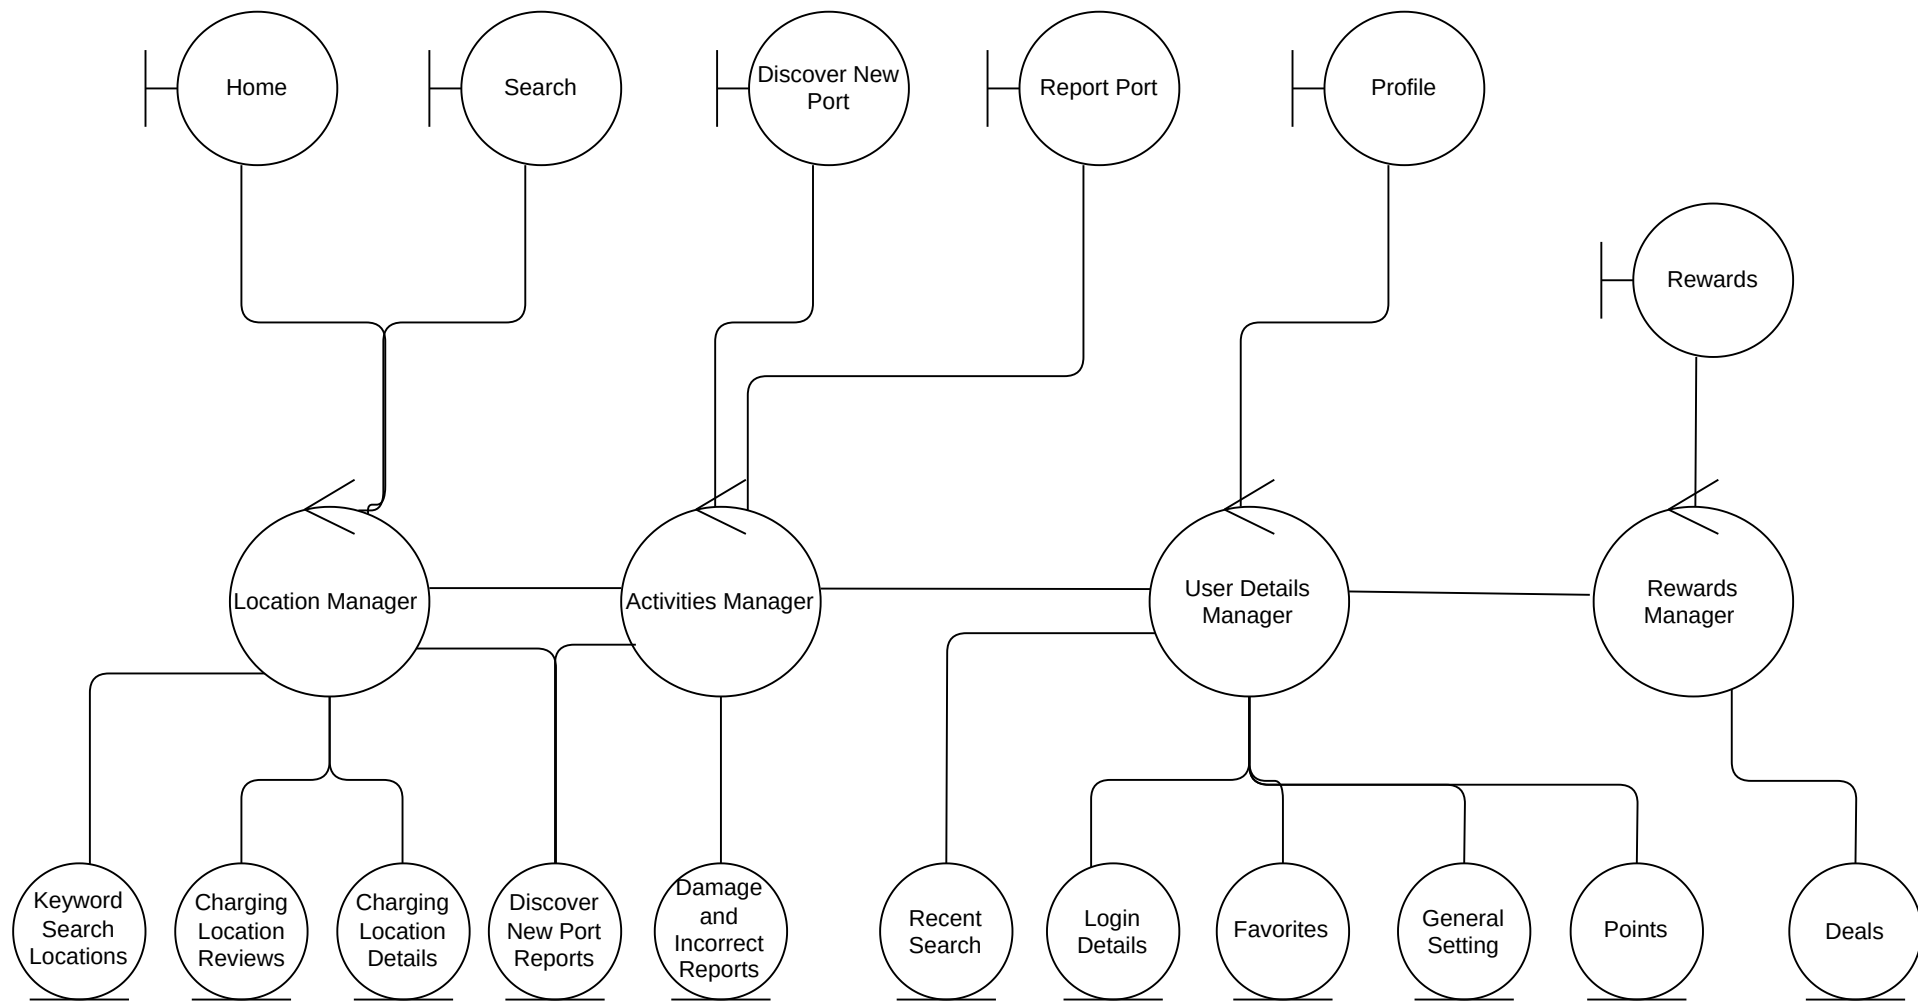 Home
Search
Discover New
Port
Report Port
Profile
Rewards
Location Manager
Activities Manager
User Details
Manager
Rewards
Manager
Keyword
Search
Locations
Charging
Location
Reviews
Charging
Location
Details
Discover
New Port
Reports
Damage
and
Incorrect
Reports
Recent
Search
Login
Details
Favorites
General
Setting
Points
Deals